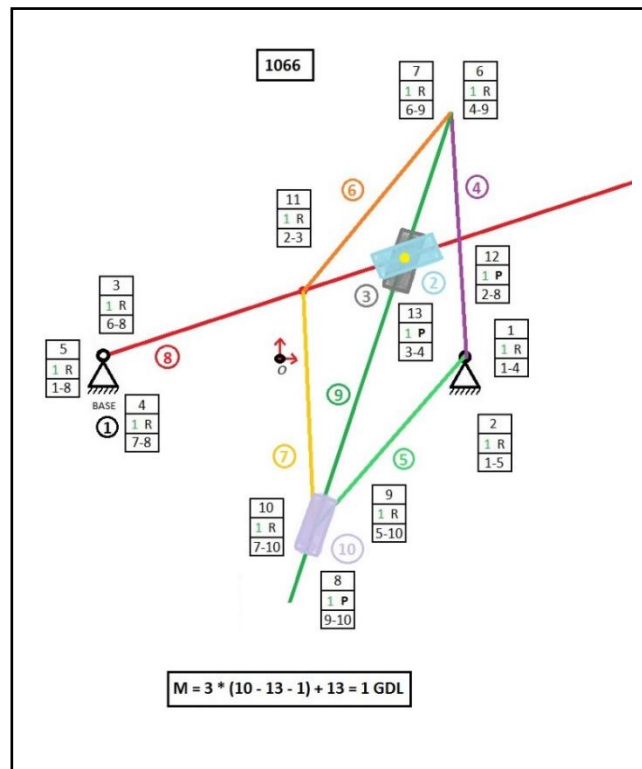 1066
7
1 R
6-9
6
1 R
4-9
6
4
11
1 R
2-3
12
1 P
2-8
3
2
13
1 P
3-4
3
1 R
6-8
1
1 R
1-4
5
1 R
1-8
8
O
BASE
1
4
1 R
7-8
9
2
1 R
1-5
7
5
10
1 R
7-10
9
1 R
5-10
10
8
1 P
9-10
M = 3 * (10 - 13 - 1) + 13 = 1 GDL